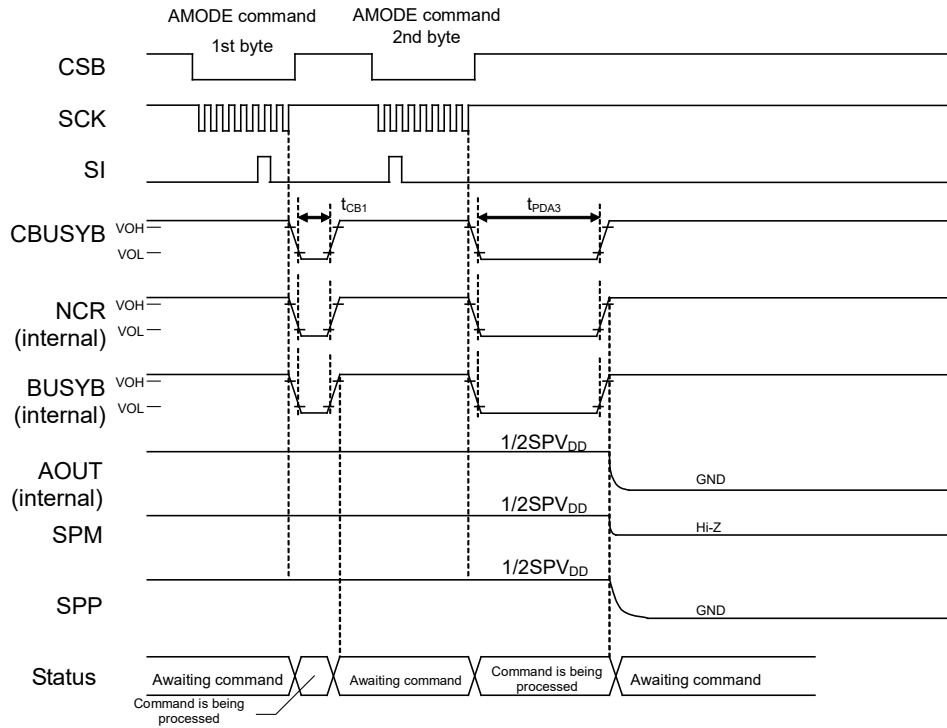 AMODE command
1st byte
AMODE command
2nd byte
CSB
SCK
SI
tCB1
tPDA3
CBUSYB
VOH
VOL
NCR
(internal)
VOH
VOL
BUSYB
(internal)
VOH
VOL
1/2SPVDD
AOUT
(internal)
GND
1/2SPVDD
SPM
Hi-Z
1/2SPVDD
SPP
GND
Status
Awaiting command
Command is being
processed
Awaiting command
Command is being
processed
Awaiting command